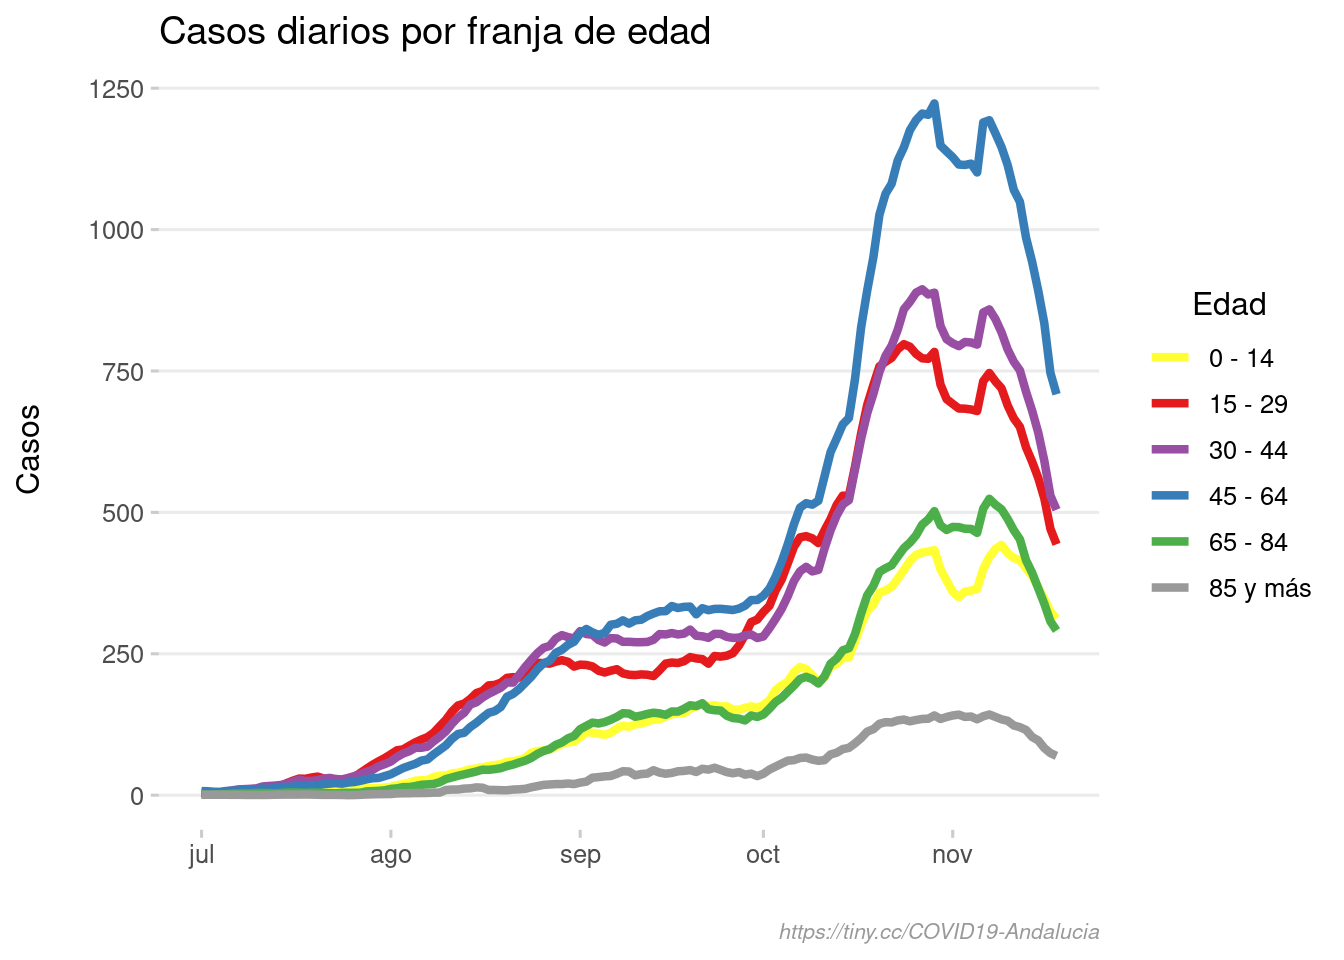 Casos diarios por franja de edad
1250
1000
750
500
250
0
Casos
jul
ago
sep
oct
nov
Edad
0 - 14
15 - 29
30 - 44
45 - 64
65 - 84
85 y más
https://tiny.cc/COVID19-Andalucia